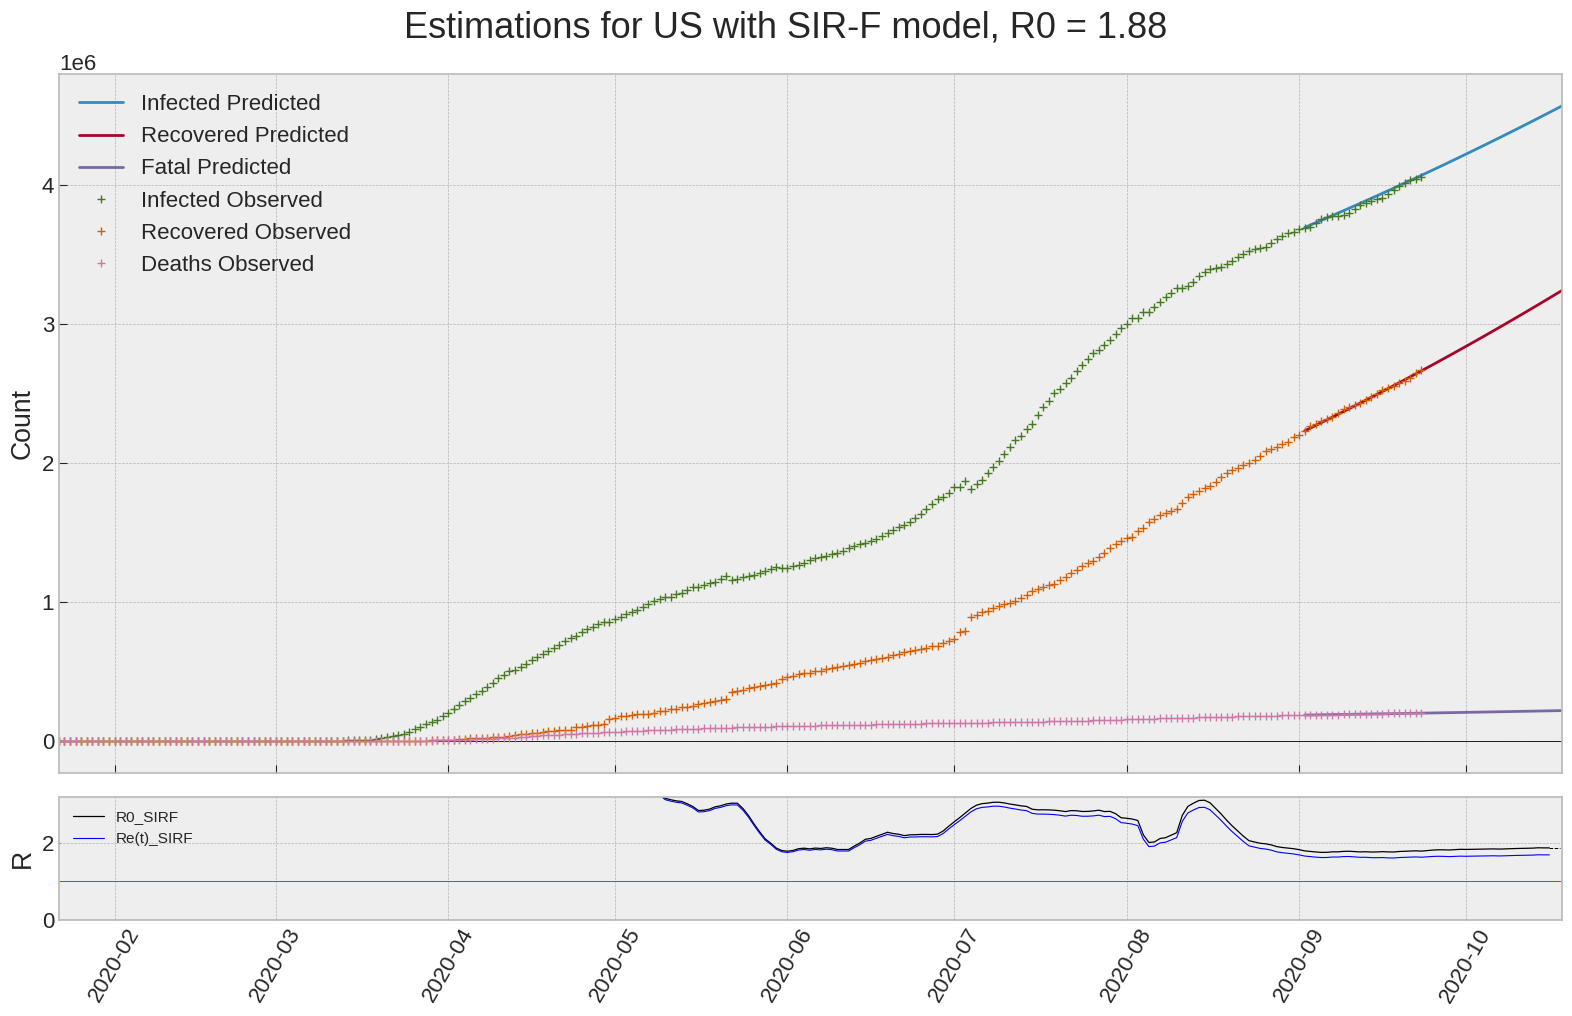 Estimations for US with SIR-F model, R0 = 1.88
1e6
Infected Predicted
Recovered Predicted
Fatal Predicted
Infected Observed
Recovered Observed
Deaths Observed
4
3
2
1
0
Count
R0_SIRF
Re(t)_SIRF
2
0
R
2020-02
2020-03
2020-04
2020-05
2020-06
2020-07
2020-08
2020-09
2020-10